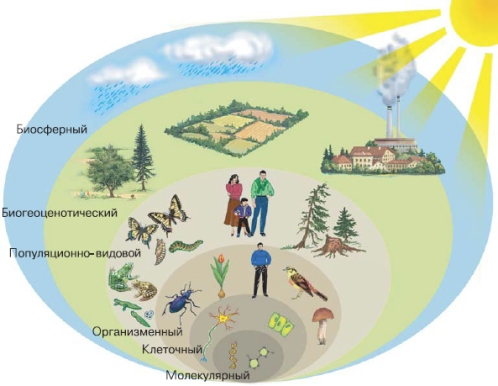 Биосферный
Биогеоценотический
Популяционно-видовой
Организменный
Клеточный
Молекулярный